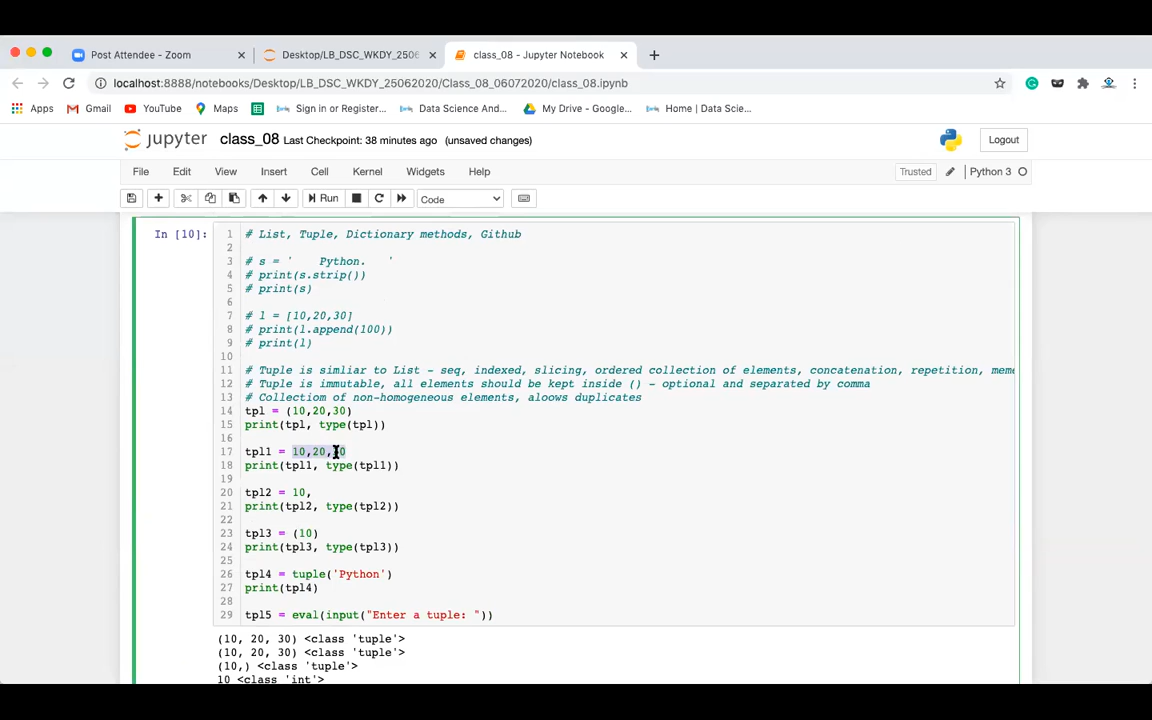 Post Attendee - Zoom
Desktop/LB_DSC_WKDY_2506
class_08 - Jupyter Notebook
localhost:8888/notebooks/Desktop/LB_DSC_WKDY_25062020/Class_08_06072020/class_08.ipynb
Apps Gmail YouTube Maps Sign in or Register... Data Science And... My Drive - Google... Home | Data Scie...
jupyter class_08 Last Checkpoint: 38 minutes ago (unsaved changes) Logout
File Edit View Insert Cell Kernel Widgets Help Trusted Python 3
Run Code
In [10]:
1 # List, Tuple, Dictionary methods, Github
2
3 # s = '    Python.   '
4 # print(s.strip())
5 # print(s)
6
7 # l = [10,20,30]
8 # print(l.append(100))
9 # print(l)
10
11 # Tuple is simliar to List - seq, indexed, slicing, ordered collection of elements, concatenation, repetition, mem
12 # Tuple is immutable, all elements should be kept inside () - optional and separated by comma
13 # Collectiom of non-homogeneous elements, aloows duplicates
14 tpl = (10,20,30)
15 print(tpl, type(tpl))
16
17 tpl1 = 10,20,30
18 print(tpl1, type(tpl1))
19
20 tpl2 = 10,
21 print(tpl2, type(tpl2))
22
23 tpl3 = (10)
24 print(tpl3, type(tpl3))
25
26 tpl4 = tuple('Python')
27 print(tpl4)
28
29 tpl5 = eval(input("Enter a tuple: "))
(10, 20, 30) <class 'tuple'>
(10, 20, 30) <class 'tuple'>
(10,) <class 'tuple'>
10 <class 'int'>